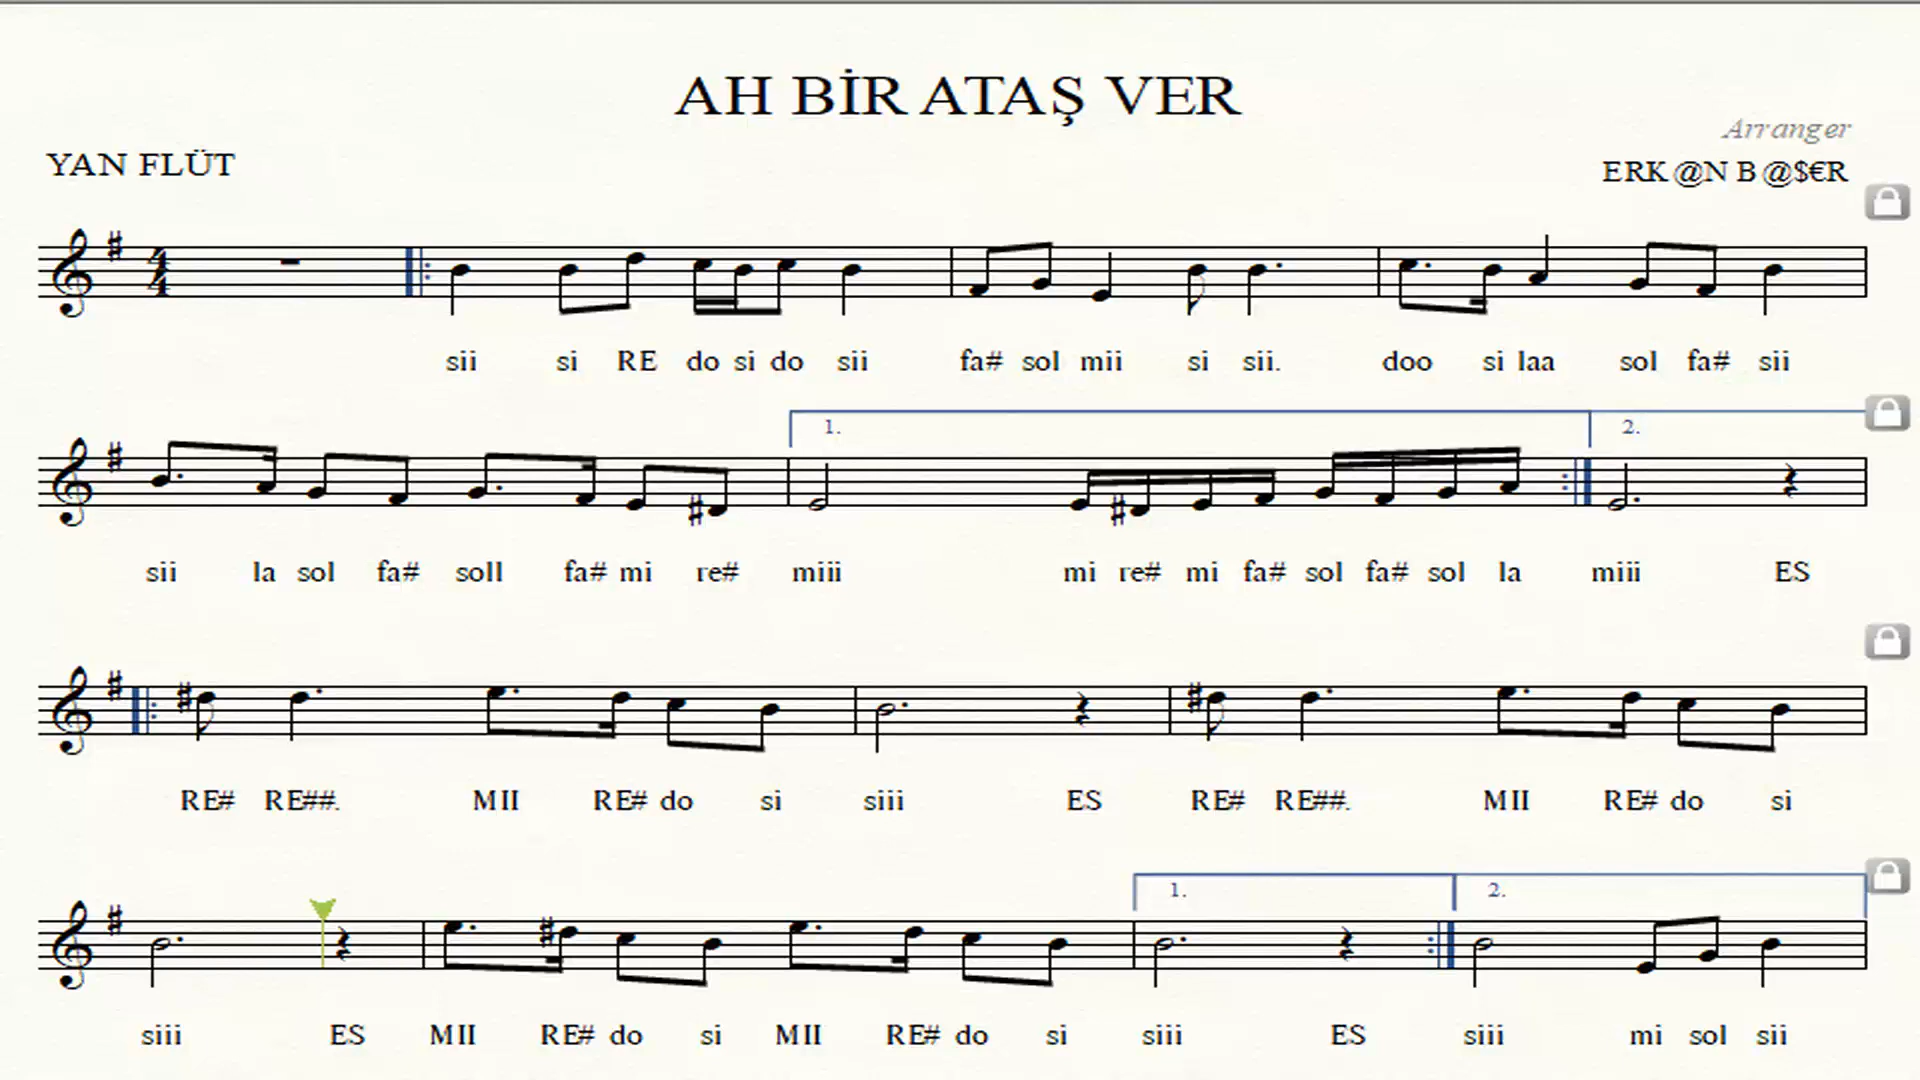 AH BİR ATAŞ VER
Arranger
YAN FLÜT
ERK@N B@$€R
4
4
sii si RE do si do sii fa# sol mii si sii. doo si laa sol fa# sii
1. 2.
sii la sol fa# soll fa# mi re# miii mi re# mi fa# sol fa# sol la miii ES
RE# RE##. MII RE# do si siii ES RE# RE##. MII RE# do si
1. 2.
siii ES MII RE# do si MII RE# do si siii ES siii mi sol sii